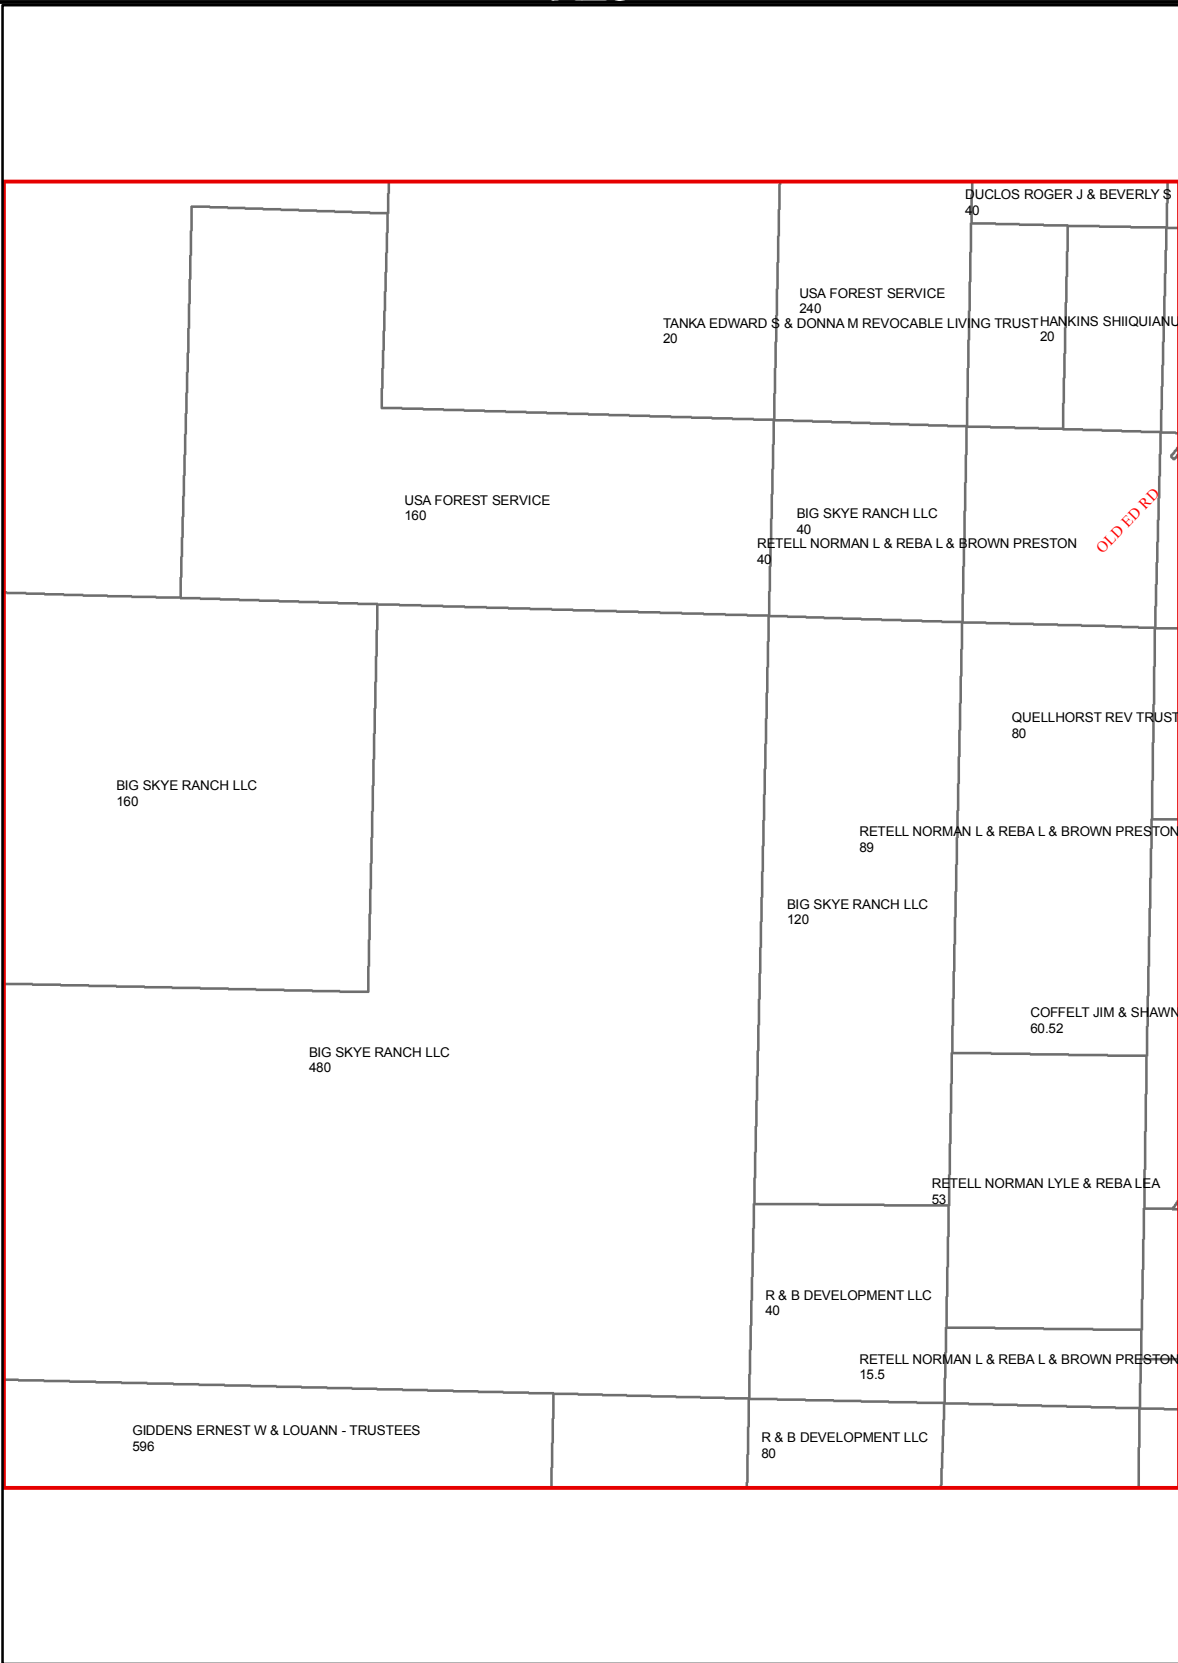 DUCLOS ROGER J & BEVERLY S
40
USA FOREST SERVICE
240
TANKA EDWARD S & DONNA M REVOCABLE LIVING TRUST
20
HANKINS SHIIQUIANU
20
USA FOREST SERVICE
160
BIG SKYE RANCH LLC
40
OLD ED RD
RETELL NORMAN L & REBA L & BROWN PRESTON
40
QUELLHORST REV TRUST
80
BIG SKYE RANCH LLC
160
RETELL NORMAN L & REBA L & BROWN PRESTON
89
BIG SKYE RANCH LLC
120
COFFELT JIM & SHAWN
60.52
BIG SKYE RANCH LLC
480
RETELL NORMAN LYLE & REBA LEA
53
R & B DEVELOPMENT LLC
40
RETELL NORMAN L & REBA L & BROWN PRESTON
15.5
GIDDENS ERNEST W & LOUANN - TRUSTEES
596
R & B DEVELOPMENT LLC
80